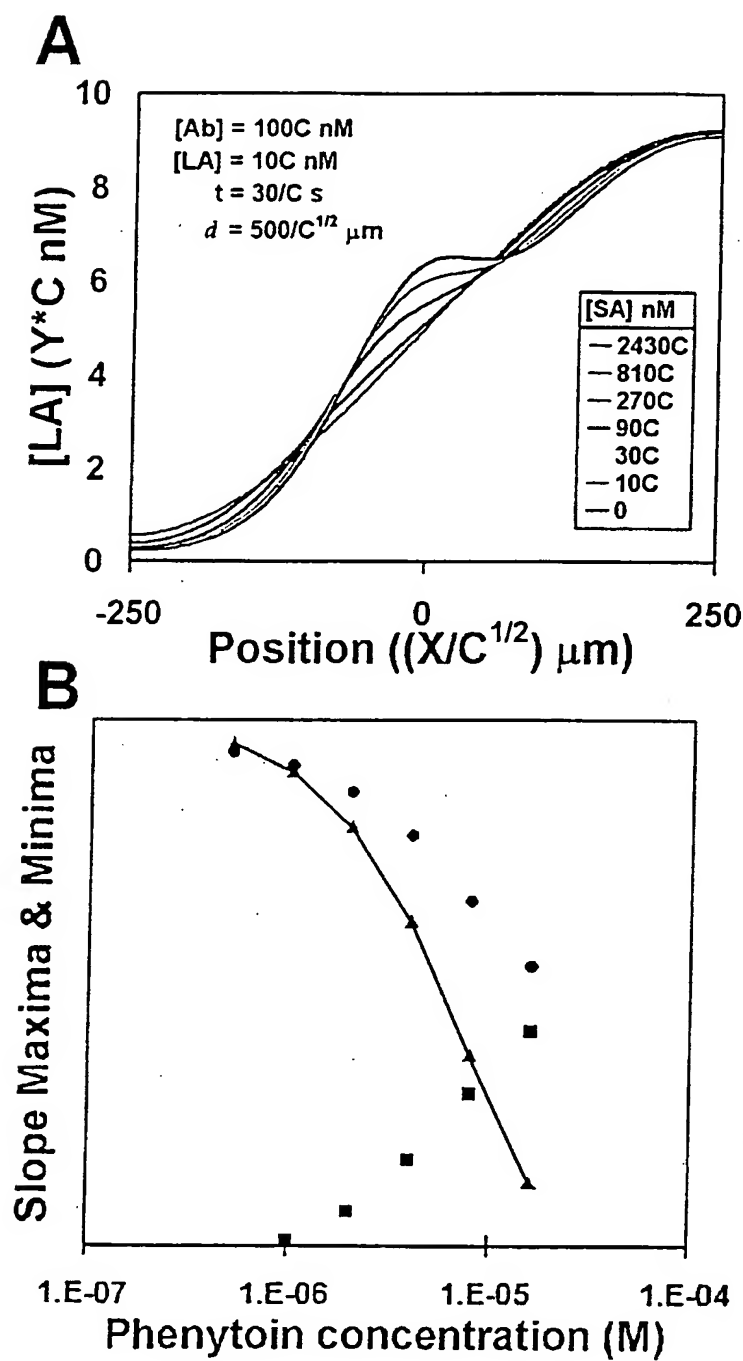 A
10
8
6
4
2
0
[LA] (Y*C nM)
[Ab] = 100C nM
[LA] = 10C nM
t = 30/C s
d = 500/C1/2 μm
[SA] nM
2430C
810C
270C
90C
30C
10C
0
-250
0
250
Position ((X/C1/2) μm)
B
Slope Maxima & Minima
1.E-07
1.E-06
1.E-05
1.E-04
Phenytoin concentration (M)